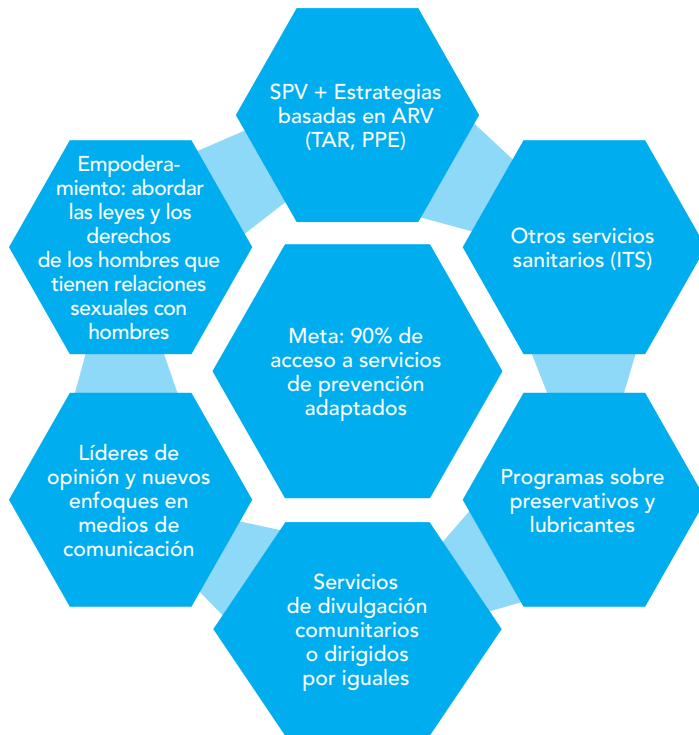 SPV + Estrategias
basadas en ARV
(TAR, PPE)
Empodera-
miento: abordar
las leyes y los
derechos
de los hombres que
tienen relaciones
sexuales con
hombres
Otros servicios
sanitarios (ITS)
Meta: 90% de
acceso a servicios
de prevención
adaptados
Líderes de
opinión y nuevos
enfoques en
medios de
comunicación
Programas sobre
preservativos y
lubricantes
Servicios
de divulgación
comunitarios
o dirigidos
por iguales